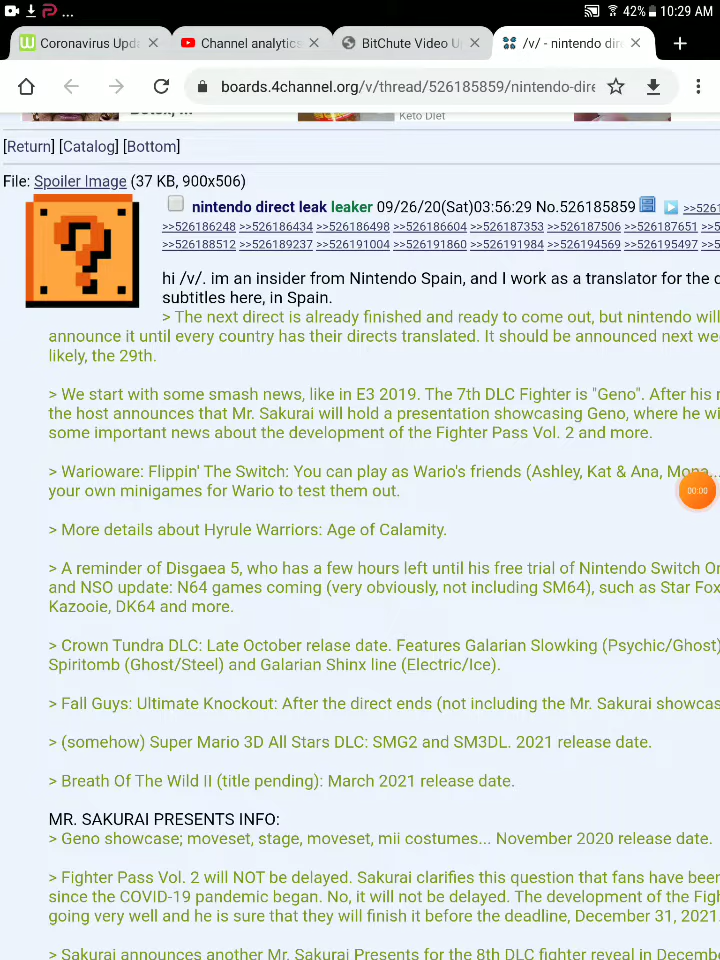 ... 42% 10:29 AM
Coronavirus Upda × Channel analytics × BitChute Video U × /v/ - nintendo dire × +
boards.4channel.org/v/thread/526185859/nintendo-dire
Keto Diet
[Return] [Catalog] [Bottom]
File: Spoiler Image (37 KB, 900x506)
nintendo direct leak leaker 09/26/20(Sat)03:56:29 No.526185859 >>526
>>526186248 >>526186434 >>526186498 >>526186604 >>526187353 >>526187506 >>526187651 >>5
>>526188512 >>526189237 >>526191004 >>526191860 >>526191984 >>526194569 >>526195497 >>5
hi /v/. im an insider from Nintendo Spain, and I work as a translator for the d
subtitles here, in Spain.
> The next direct is already finished and ready to come out, but nintendo will
announce it until every country has their directs translated. It should be announced next we
likely, the 29th.
> We start with some smash news, like in E3 2019. The 7th DLC Fighter is "Geno". After his r
the host announces that Mr. Sakurai will hold a presentation showcasing Geno, where he wi
some important news about the development of the Fighter Pass Vol. 2 and more.
> Warioware: Flippin' The Switch: You can play as Wario's friends (Ashley, Kat & Ana, Mona...
your own minigames for Wario to test them out.
00:00
> More details about Hyrule Warriors: Age of Calamity.
> A reminder of Disgaea 5, who has a few hours left until his free trial of Nintendo Switch On
and NSO update: N64 games coming (very obviously, not including SM64), such as Star Fox
Kazooie, DK64 and more.
> Crown Tundra DLC: Late October relase date. Features Galarian Slowking (Psychic/Ghost)
Spiritomb (Ghost/Steel) and Galarian Shinx line (Electric/Ice).
> Fall Guys: Ultimate Knockout: After the direct ends (not including the Mr. Sakurai showcas
> (somehow) Super Mario 3D All Stars DLC: SMG2 and SM3DL. 2021 release date.
> Breath Of The Wild II (title pending): March 2021 release date.
MR. SAKURAI PRESENTS INFO:
> Geno showcase; moveset, stage, moveset, mii costumes... November 2020 release date.
> Fighter Pass Vol. 2 will NOT be delayed. Sakurai clarifies this question that fans have been
since the COVID-19 pandemic began. No, it will not be delayed. The development of the Figh
going very well and he is sure that they will finish it before the deadline, December 31, 2021.
> Sakurai announces another Mr. Sakurai Presents for the 8th DLC fighter reveal in Decembe